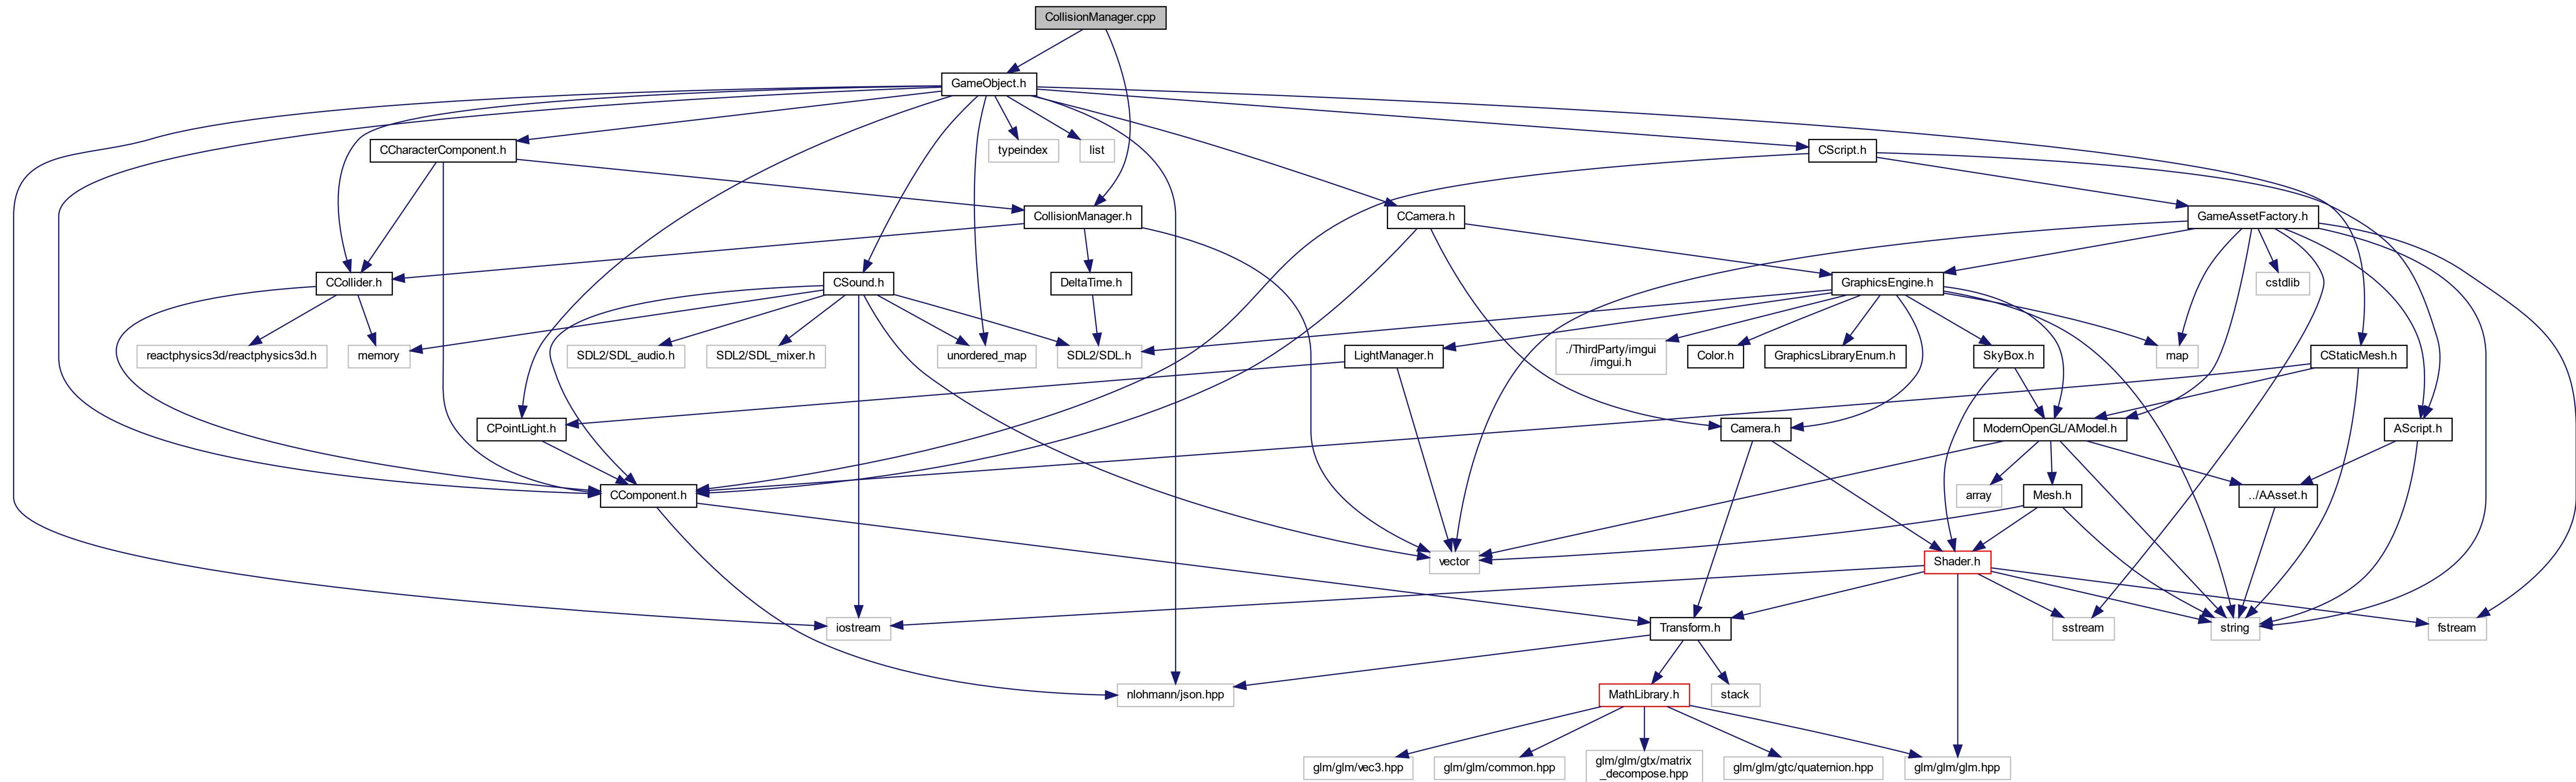 CollisionManager.cpp
GameObject.h
CCharacterComponent.h
typeindex
list
CScript.h
CollisionManager.h
CCamera.h
GameAssetFactory.h
CCollider.h
CSound.h
DeltaTime.h
GraphicsEngine.h
cstdlib
reactphysics3d/reactphysics3d.h
memory
SDL2/SDL_audio.h
SDL2/SDL_mixer.h
unordered_map
SDL2/SDL.h
LightManager.h
./ThirdParty/imgui
/imgui.h
Color.h
GraphicsLibraryEnum.h
SkyBox.h
map
CStaticMesh.h
CPointLight.h
Camera.h
ModernOpenGL/AModel.h
AScript.h
CComponent.h
array
Mesh.h
../AAsset.h
vector
Shader.h
iostream
Transform.h
sstream
string
fstream
nlohmann/json.hpp
MathLibrary.h
stack
glm/glm/vec3.hpp
glm/glm/common.hpp
glm/glm/gtx/matrix
_decompose.hpp
glm/glm/gtc/quaternion.hpp
glm/glm/glm.hpp